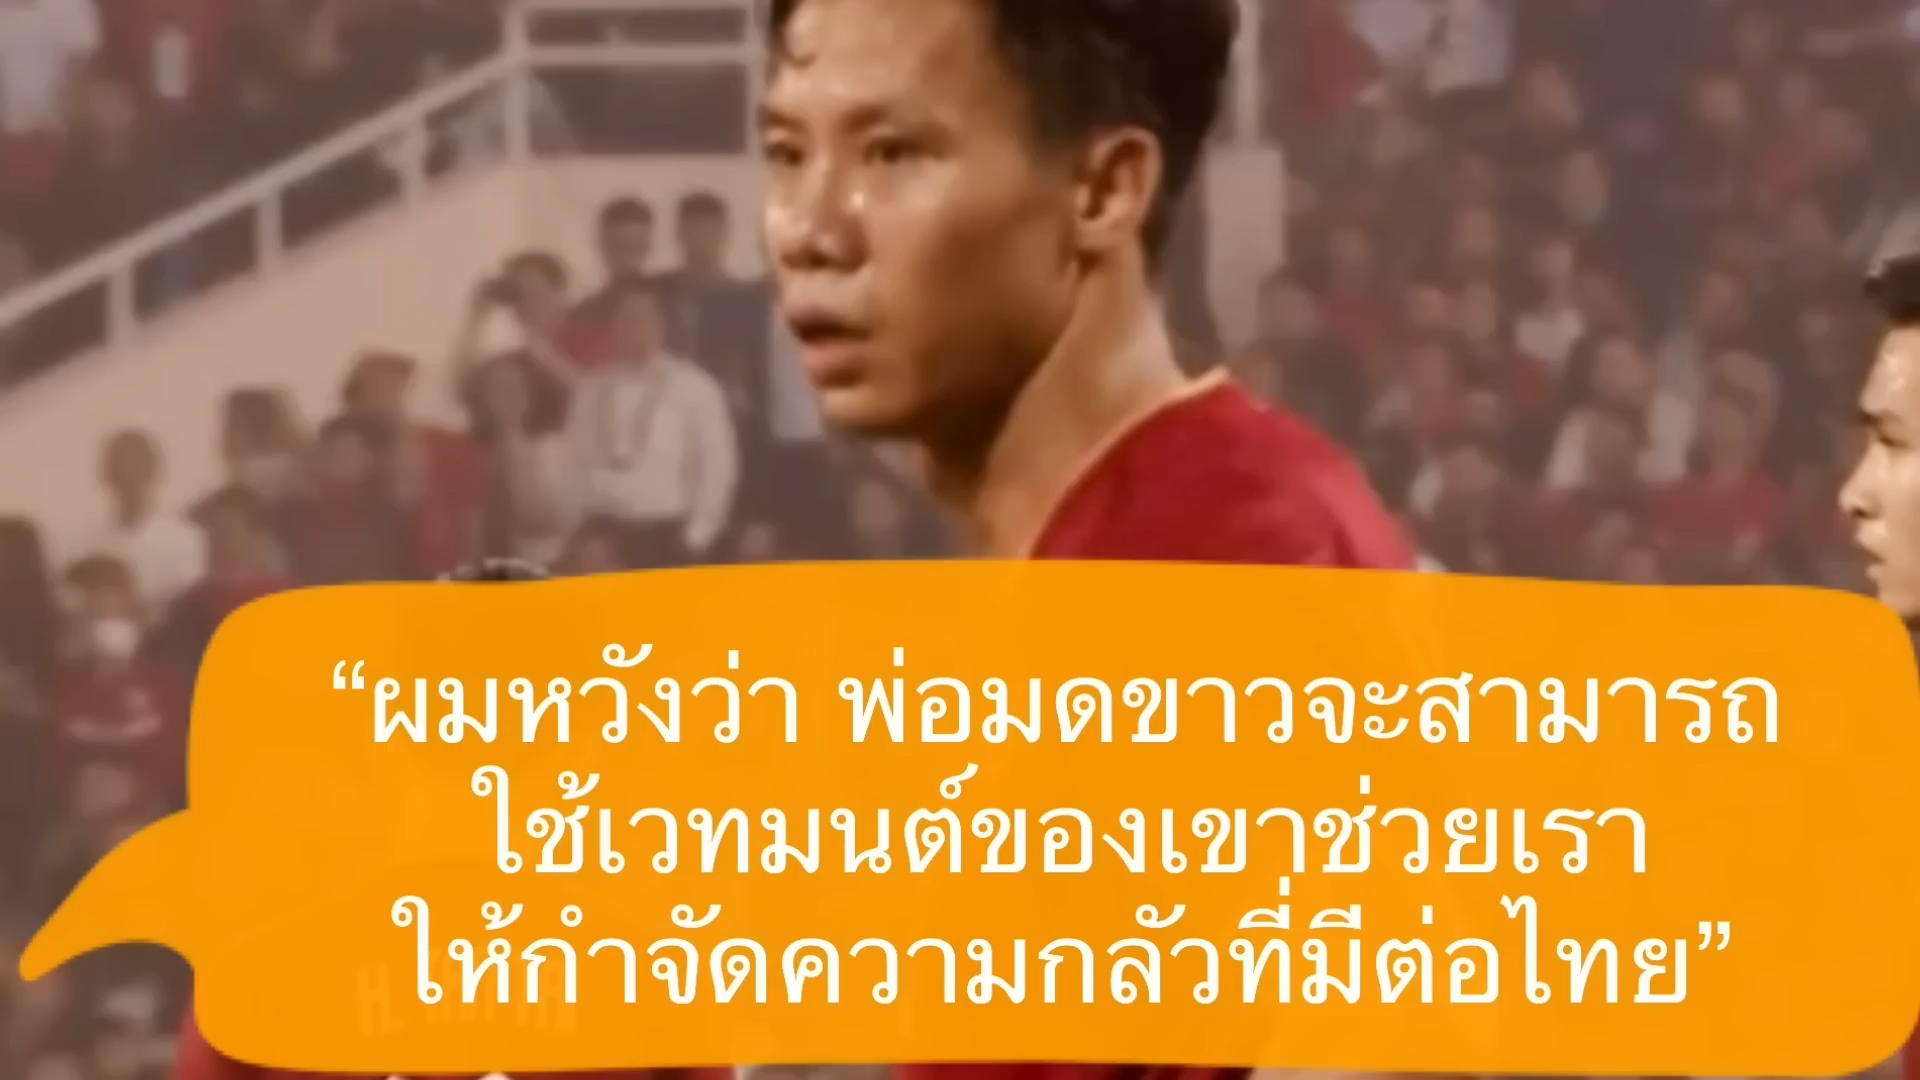 “ผมหวังว่า พ่อมดขาวจะสามารถ
ใช้เวทมนต์ของเขาช่วยเรา
ให้กำจัดความกลัวที่มีต่อไทย”